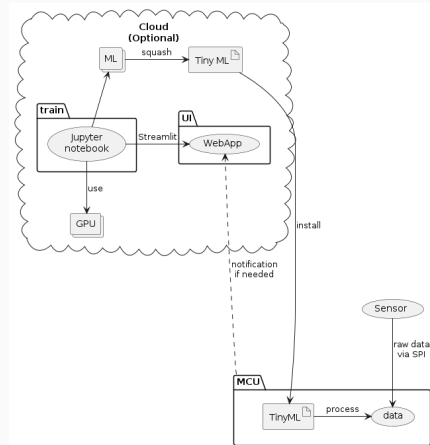 Cloud
(Optional)
squash
ML
Tiny ML
train
UI
Jupyter
notebook
Streamlit
WebApp
use
GPU
install
notification
if needed
Sensor
raw data
via SPI
MCU
TinyML
process
data